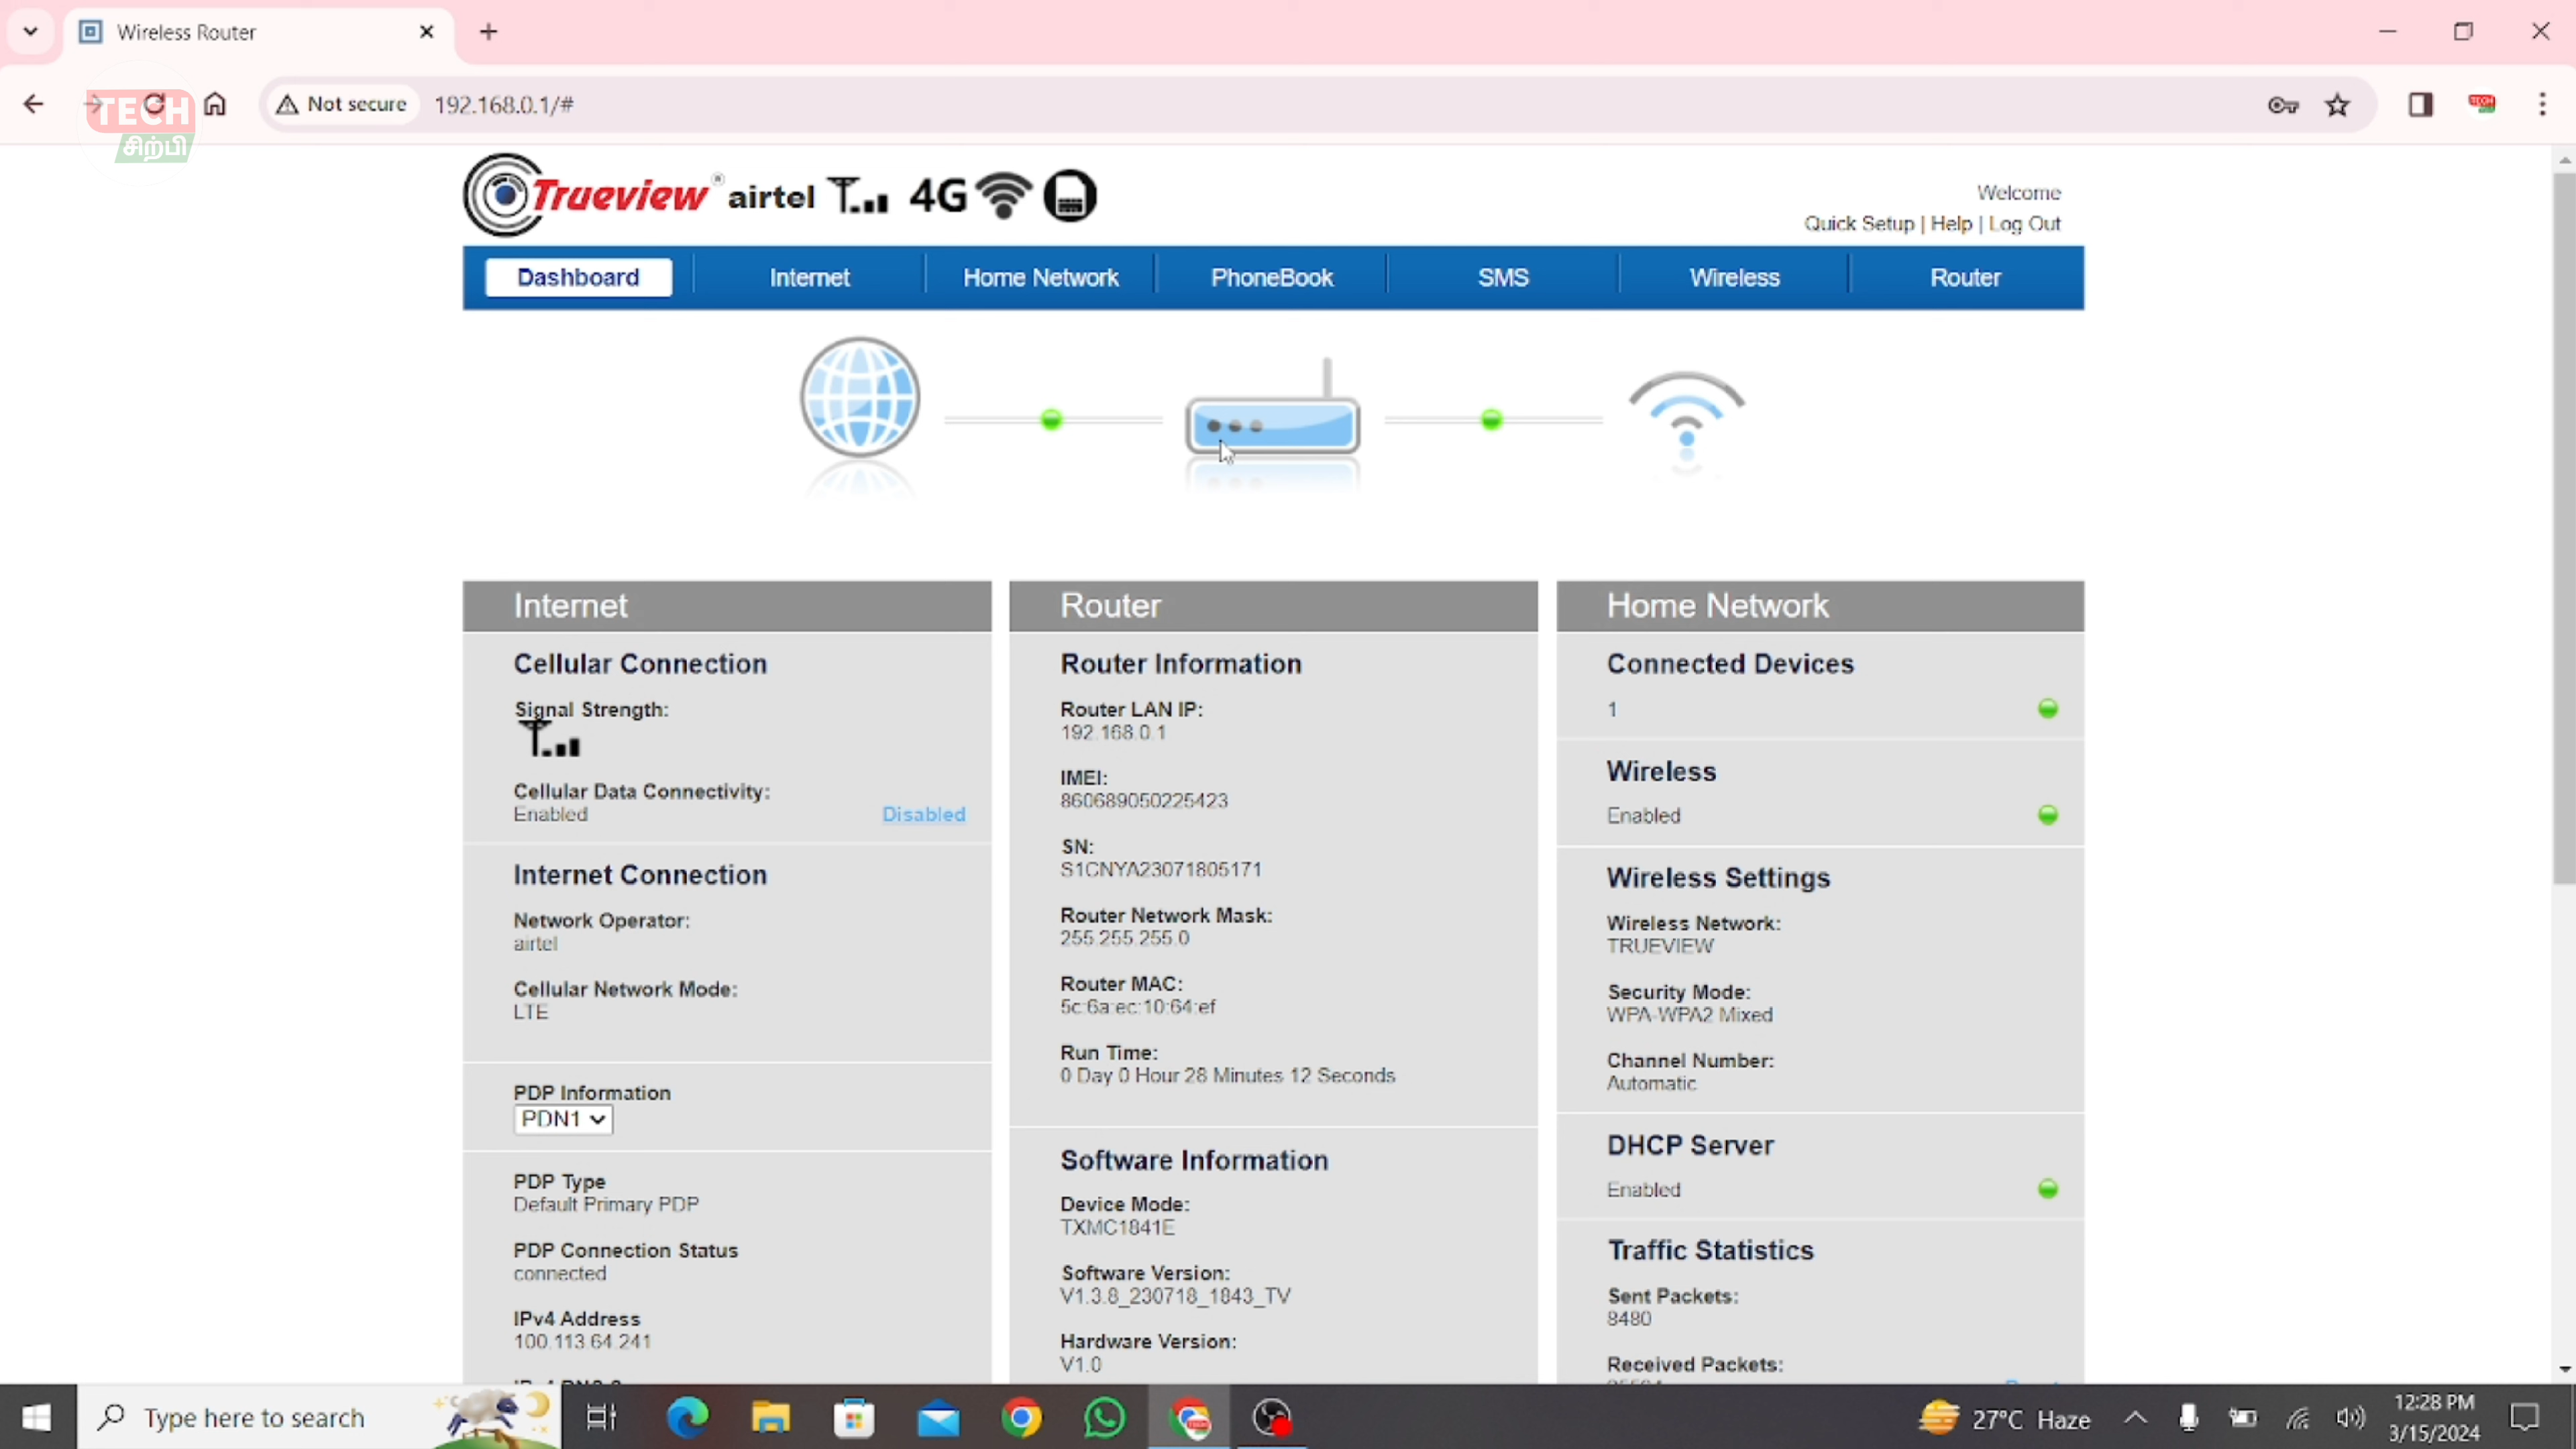 Wireless Router
Not secure
192.168.0.1/#
TECH
சிற்பி
Trueview® airtel 4G
Welcome
Quick Setup | Help | Log Out
Dashboard
Internet
Home Network
PhoneBook
SMS
Wireless
Router
Internet
Cellular Connection
Signal Strength:
Cellular Data Connectivity:
Enabled
Disabled
Internet Connection
Network Operator:
airtel
Cellular Network Mode:
LTE
PDP Information
PDN1
PDP Type
Default Primary PDP
PDP Connection Status
connected
IPv4 Address
100.113.64.241
Router
Router Information
Router LAN IP:
192.168.0.1
IMEI:
860689050225423
SN:
S1CNYA23071805171
Router Network Mask:
255.255.255.0
Router MAC:
5c:6a:ec:10:64:ef
Run Time:
0 Day 0 Hour 28 Minutes 12 Seconds
Software Information
Device Mode:
TXMC1841E
Software Version:
V1.3.8_230718_1843_TV
Hardware Version:
V1.0
Home Network
Connected Devices
1
Wireless
Enabled
Wireless Settings
Wireless Network:
TRUEVIEW
Security Mode:
WPA-WPA2 Mixed
Channel Number:
Automatic
DHCP Server
Enabled
Traffic Statistics
Sent Packets:
8480
Received Packets:
Type here to search
27°C Haze
12:28 PM
3/15/2024